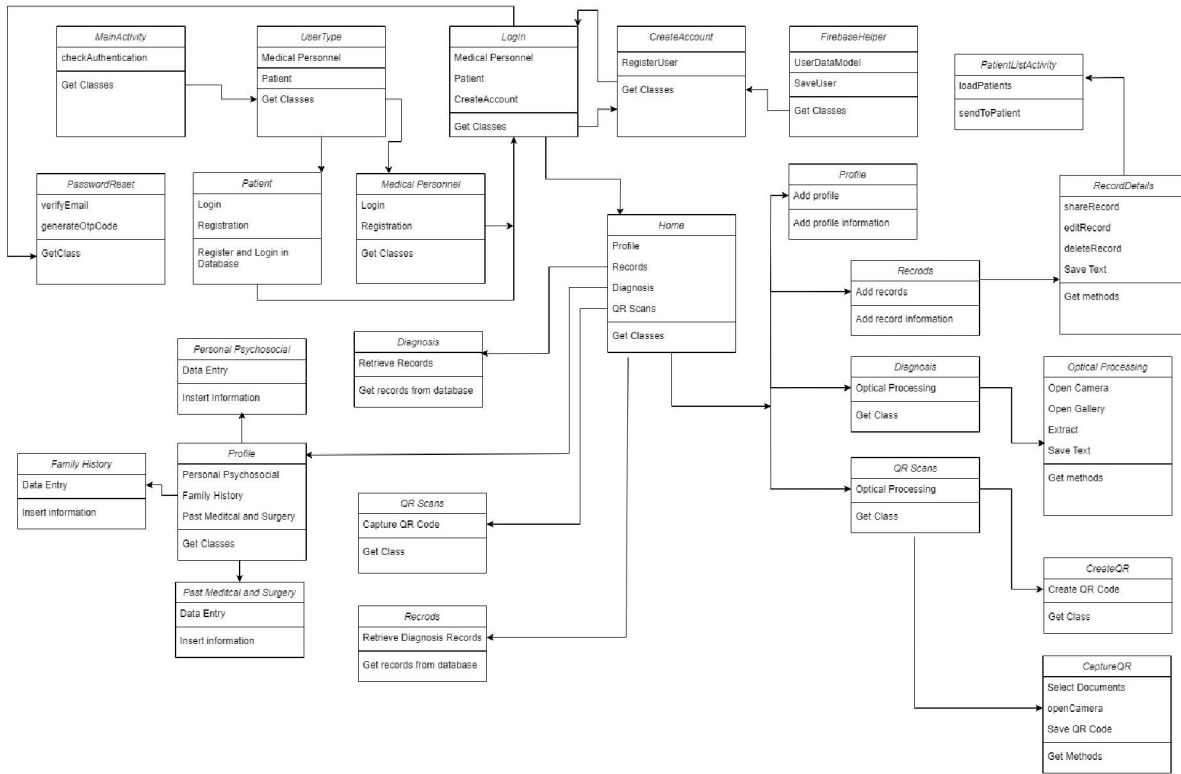 MainActivity
checkAuthentication
Get Classes
UserType
Medical Personnel
Patient
Get Classes
Login
Medical Personnel
Patient
CreateAccount
Get Classes
CreateAccount
RegisterUser
Get Classes
FirebaseHelper
UserDataModel
SaveUser
Get Classes
PatientListActivity
loadPatients
sendToPatient
PasswordReset
verifyEmail
generateOtpCode
GetClass
Patient
Login
Registration
Register and Login in
Database
Medical Personnel
Login
Registration
Get Classes
Home
Profile
Records
Diagnosis
QR Scans
Get Classes
Profile
Add profile
Add profile information
RecordDetails
shareRecord
editRecord
deleteRecord
Save Text
Get methods
Recrods
Add records
Add record information
Diagnosis
Retrieve Records
Get records from database
Personal Psychosocial
Data Entry
Instert Information
Diagnosis
Optical Processing
Get Class
Optical Processing
Open Camera
Open Gallery
Extract
Save Text
Get methods
Family History
Data Entry
Insert information
Profile
Personal Psychosocial
Family History
Past Meditcal and Surgery
Get Classes
QR Scans
Capture QR Code
Get Class
QR Scans
Optical Processing
Get Class
Past Meditcal and Surgery
Data Entry
Insert information
Recrods
Retrieve Diagnosis Records
Get records from database
CreateQR
Create QR Code
Get Class
CaptureQR
Select Documents
openCamera
Save QR Code
Get Methods